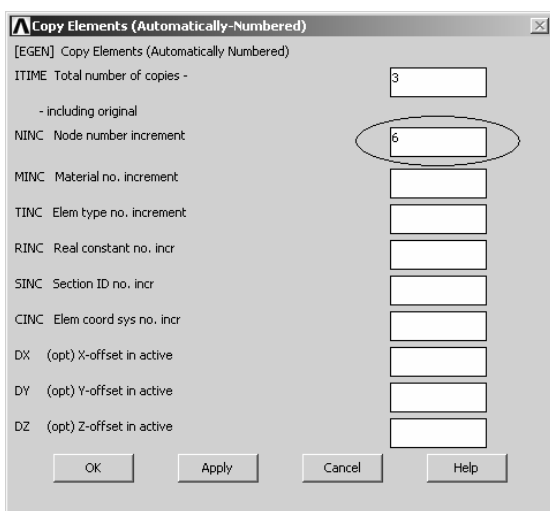 Copy Elements (Automatically-Numbered)
[EGEN] Copy Elements (Automatically Numbered)
ITIME Total number of copies - 3
- including original
NINC Node number increment 6
MINC Material no. increment
TINC Elem type no. increment
RINC Real constant no. incr
SINC Section ID no. incr
CINC Elem coord sys no. incr
DX (opt) X-offset in active
DY (opt) Y-offset in active
DZ (opt) Z-offset in active
OK Apply Cancel Help